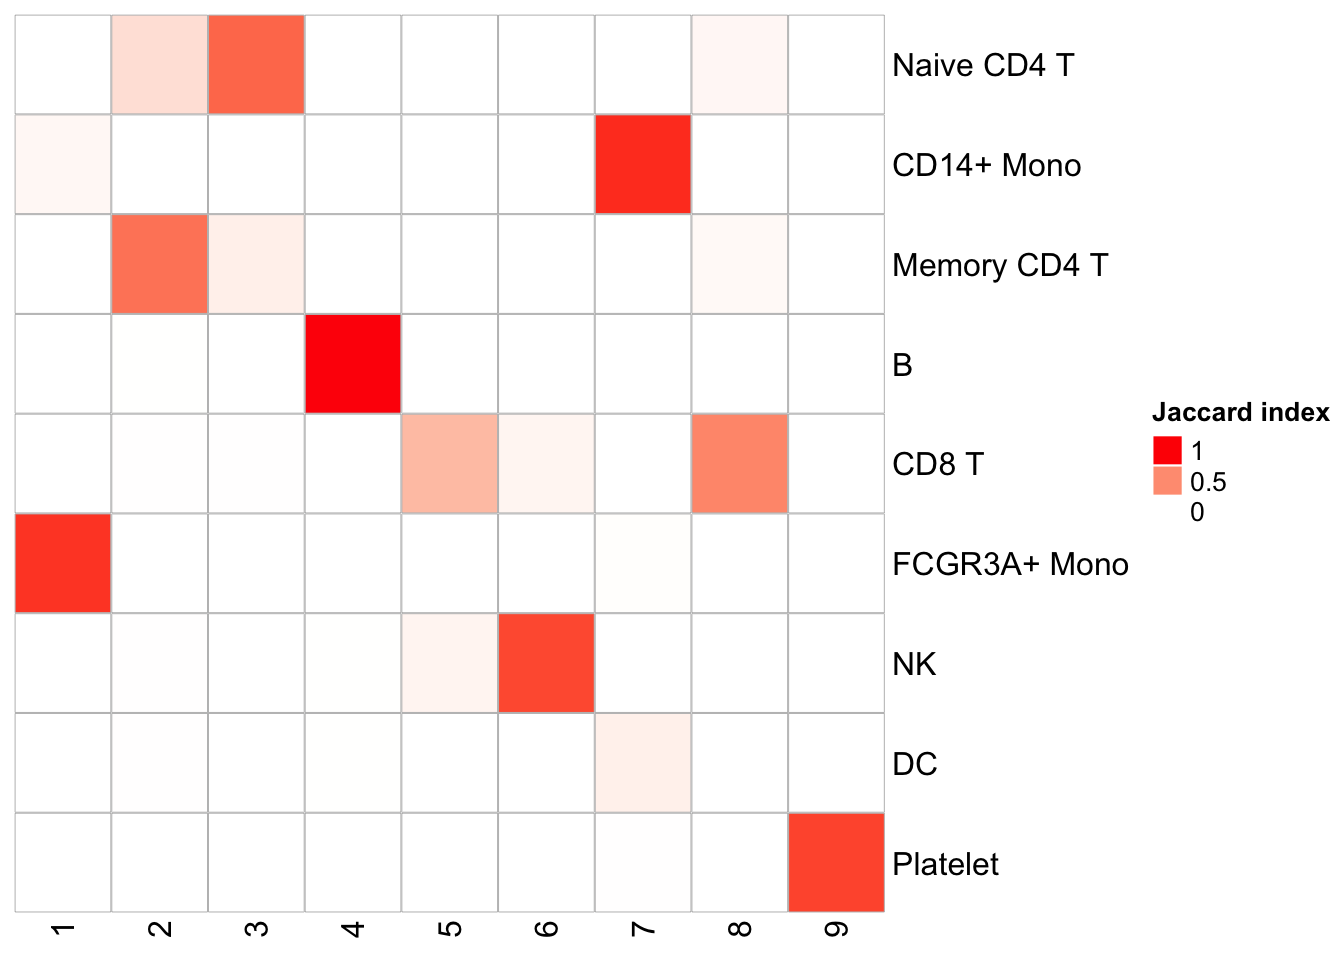 Naive CD4 T
CD14+ Mono
Memory CD4 T
B
CD8 T
FCGR3A+ Mono
NK
DC
Platelet
1 2 3 4 5 6 7 8 9
Jaccard index
1
0.5
0